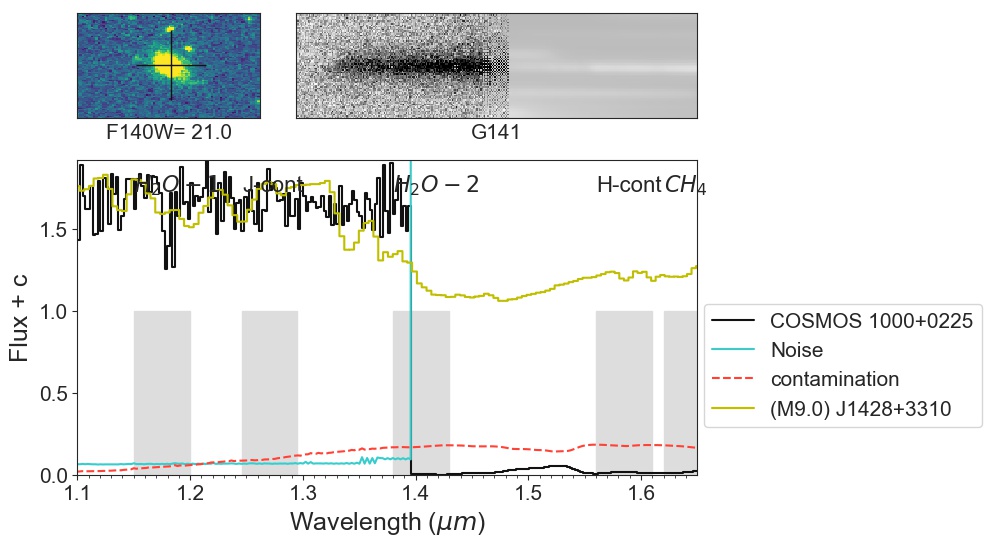 F140W= 21.0
G141
H₂O − J-cont H₂O − 2 H-cont CH₄
Flux + c
1.5
1.0
0.5
0.0
1.1 1.2 1.3 1.4 1.5 1.6
Wavelength (μm)
COSMOS 1000+0225
Noise
contamination
(M9.0) J1428+3310